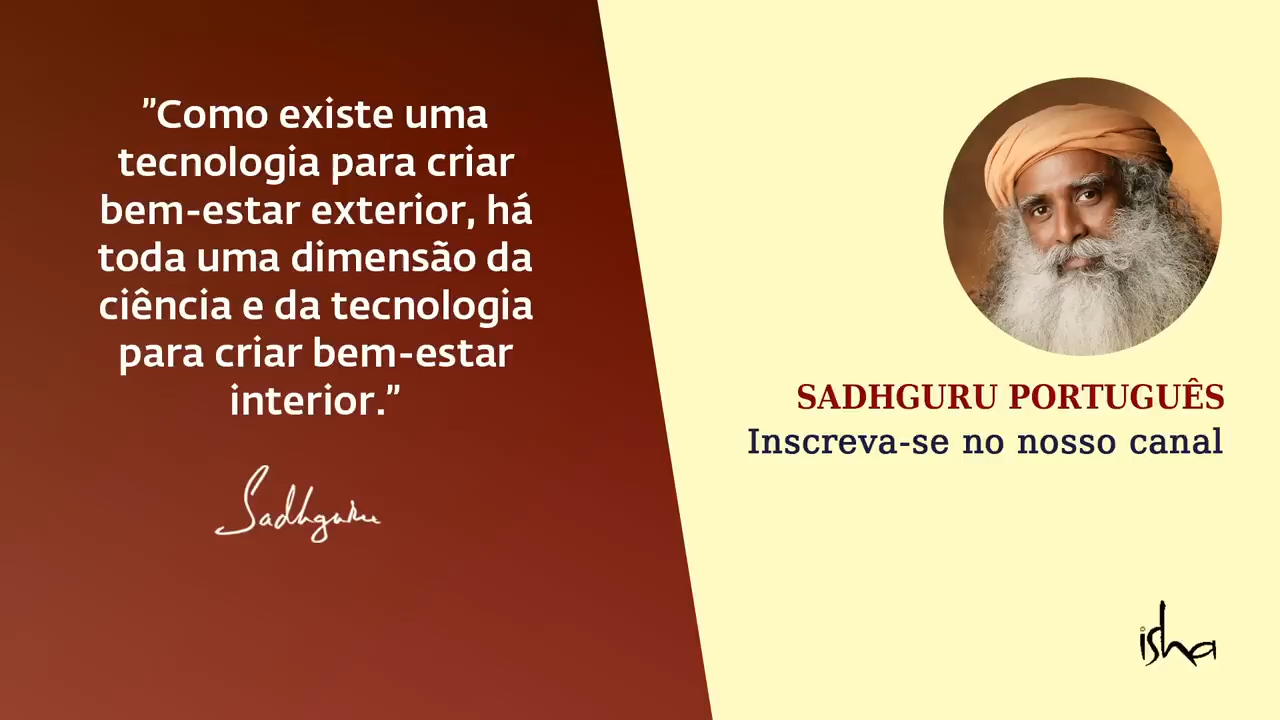 ”Como existe uma
tecnologia para criar
bem-estar exterior, há
toda uma dimensão da
ciência e da tecnologia
para criar bem-estar
interior.”
Sadhguru
SADHGURU PORTUGUÊS
Inscreva-se no nosso canal
isha